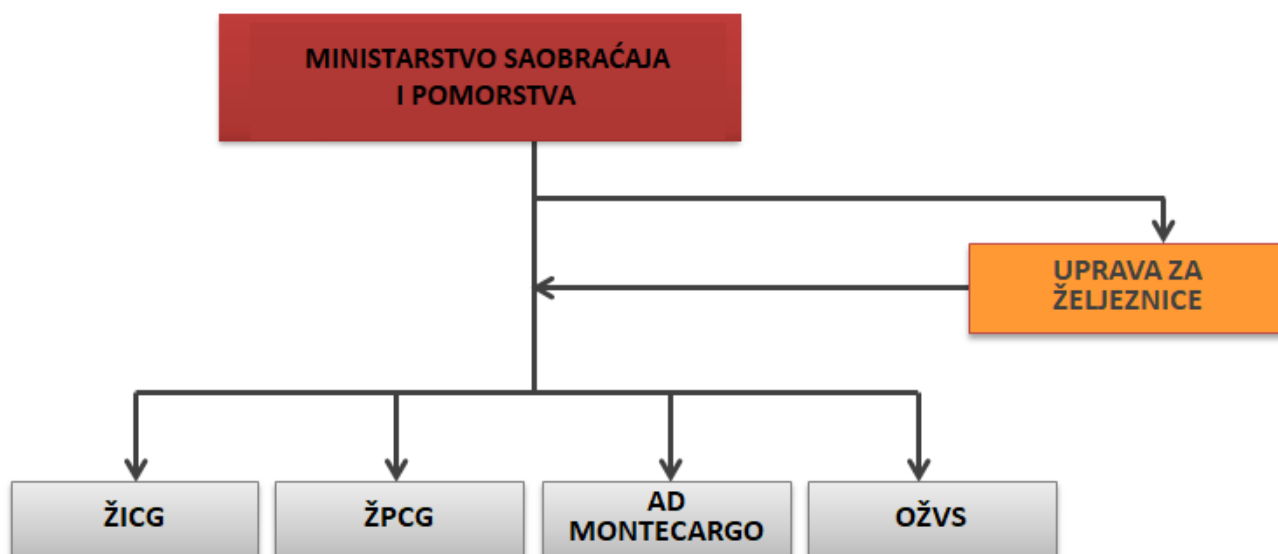 MINISTARSTVO SAOBRAĆAJA
I POMORSTVA
UPRAVA ZA
ŽELJEZNICE
ŽICG
ŽPCG
AD
MONTECARGO
OŽVS